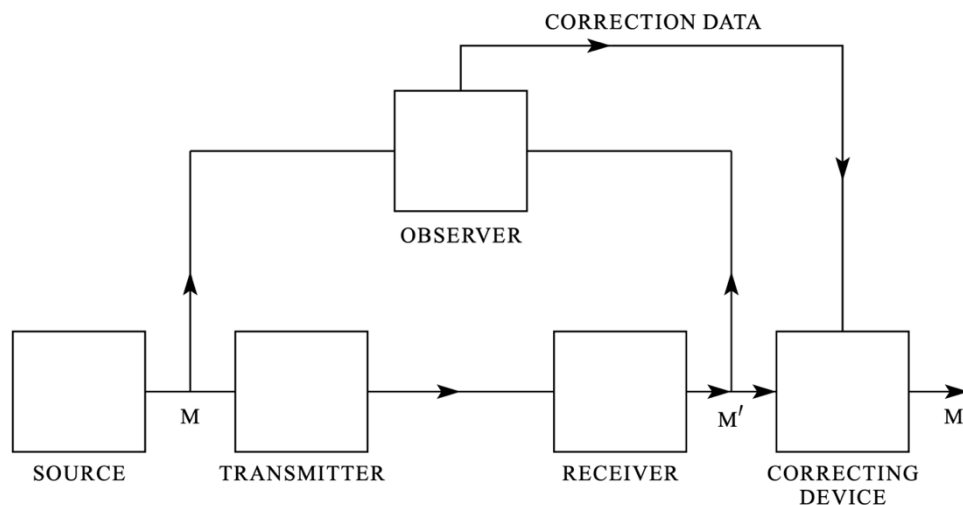 CORRECTION DATA
OBSERVER
M
M′
M
SOURCE
TRANSMITTER
RECEIVER
CORRECTING
DEVICE